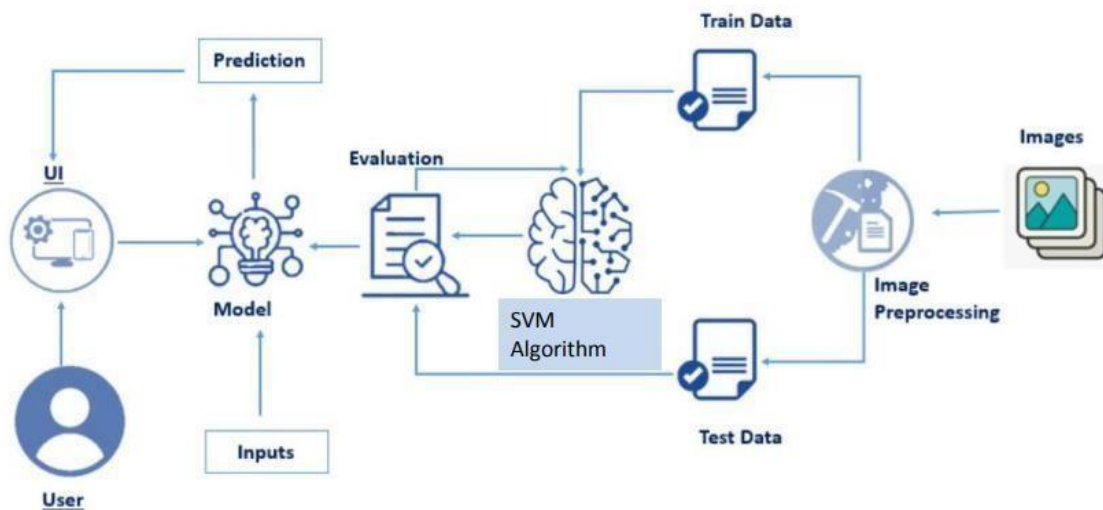 Train Data
Prediction
Images
Evaluation
UI
Image
Preprocessing
Model
SVM
Algorithm
Test Data
Inputs
User